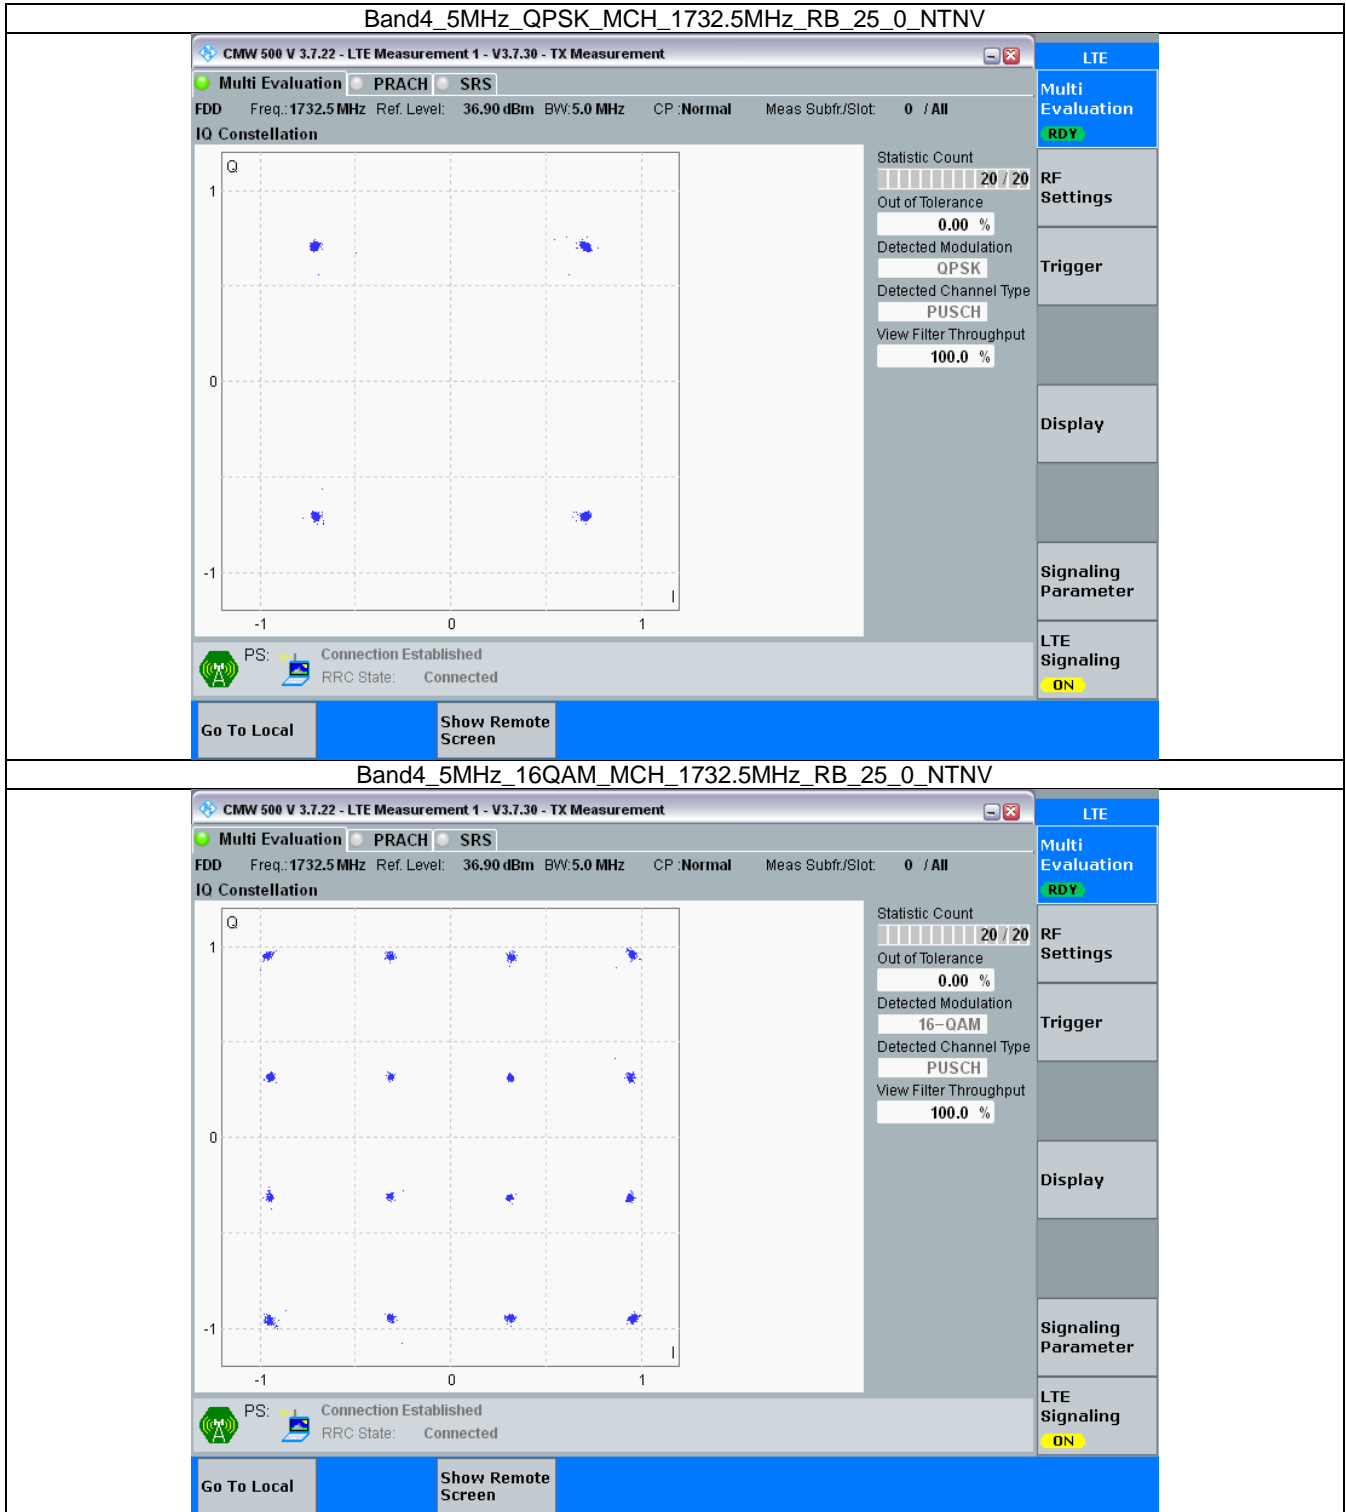 Band4_5MHz_QPSK_MCH_1732.5MHz_RB_25_0_NTNV
CMW 500 V 3.7.22 - LTE Measurement 1 - V3.7.30 - TX Measurement
LTE
Multi Evaluation PRACH SRS
Multi
Evaluation
RDY
FDD Freq.: 1732.5 MHz Ref. Level: 36.90 dBm BW: 5.0 MHz CP : Normal Meas Subfr./Slot: 0 / All
IQ Constellation
Q
1
0
-1
I
-1 0 1
Statistic Count
20 / 20
Out of Tolerance
0.00 %
Detected Modulation
QPSK
Detected Channel Type
PUSCH
View Filter Throughput
100.0 %
RF
Settings
Trigger
Display
Signaling
Parameter
LTE
Signaling
ON
PS: Connection Established
RRC State: Connected
Go To Local
Show Remote
Screen
Band4_5MHz_16QAM_MCH_1732.5MHz_RB_25_0_NTNV
CMW 500 V 3.7.22 - LTE Measurement 1 - V3.7.30 - TX Measurement
LTE
Multi Evaluation PRACH SRS
Multi
Evaluation
RDY
FDD Freq.: 1732.5 MHz Ref. Level: 36.90 dBm BW: 5.0 MHz CP : Normal Meas Subfr./Slot: 0 / All
IQ Constellation
Q
1
0
-1
I
-1 0 1
Statistic Count
20 / 20
Out of Tolerance
0.00 %
Detected Modulation
16-QAM
Detected Channel Type
PUSCH
View Filter Throughput
100.0 %
RF
Settings
Trigger
Display
Signaling
Parameter
LTE
Signaling
ON
PS: Connection Established
RRC State: Connected
Go To Local
Show Remote
Screen